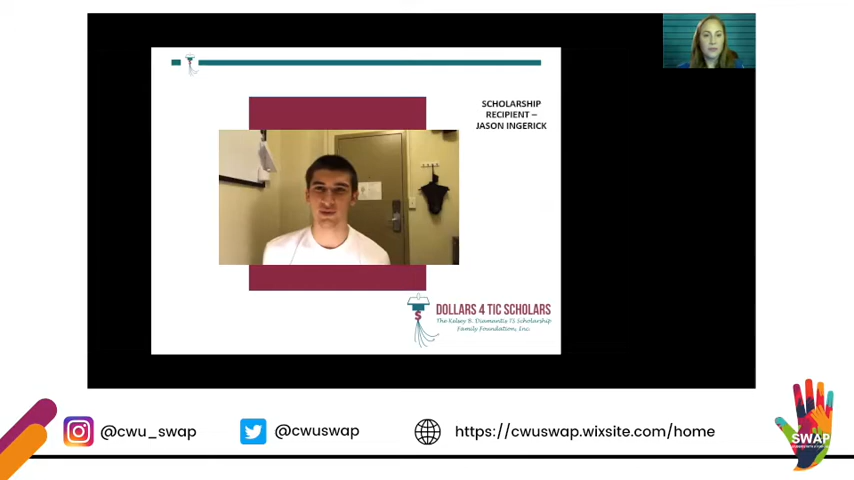 SCHOLARSHIP
RECIPIENT –
JASON INGERICK
DOLLARS 4 TIC SCHOLARS
The Kelsey B. Diamantis TS Scholarship
Family Foundation, Inc.
@cwu_swap
@cwuswap
https://cwuswap.wixsite.com/home
SWAP